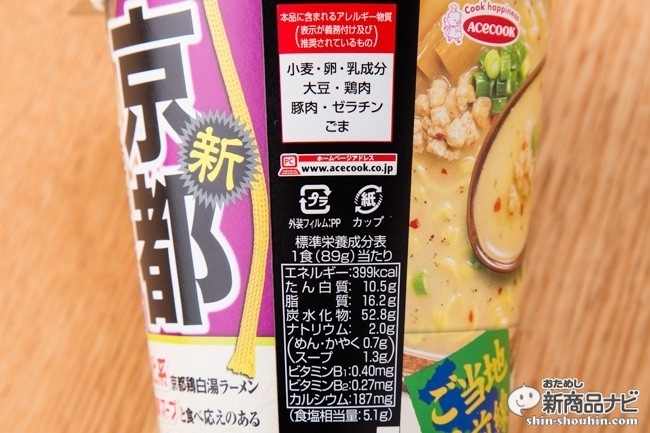 京都
新
京都鶏白湯ラーメン
と食べ応えのある
本品に含まれるアレルギー物質
(表示が義務付け及び
推奨されているもの)
小麦・卵・乳成分
大豆・鶏肉
豚肉・ゼラチン
ごま
PC
ホームページアドレス
www.acecook.co.jp
プラ
紙
外装フィルム:PP
カップ
標準栄養成分表
1食(89g)当たり
エネルギー:399kcal
たん白質: 10.5g
脂質: 16.2g
炭水化物: 52.8g
ナトリウム: 2.0g
(めん・かやく 0.7g)
(スープ 1.3g)
ビタミンB1:0.40mg
ビタミンB2:0.27mg
カルシウム:187mg
(食塩相当量:5.1g)
Cook happiness
ACECOOK
ご当地
おためし
新商品ナビ
shin-shouhin.com